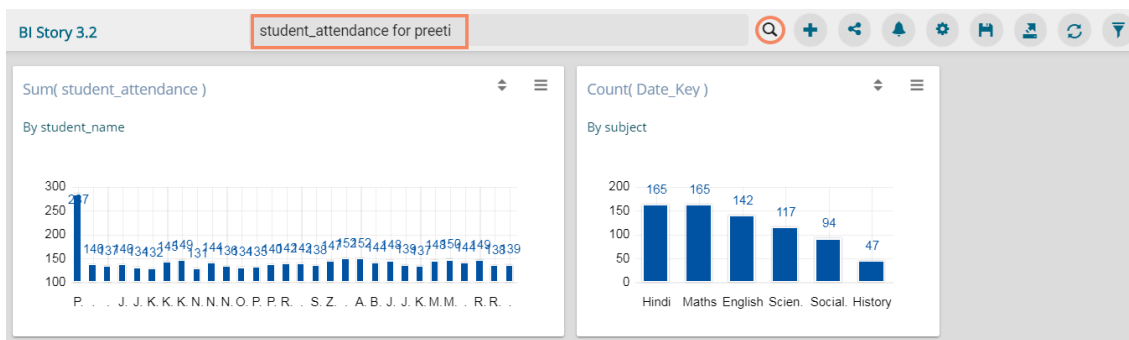 BI Story 3.2
student_attendance for preeti
Sum( student_attendance )
By student_name
300
250
200
150
100
P. . . J. J. K. K. K. N. N. N. O. P. P. R. . S. Z. . A. B. J. J. K. M. M. . R. R. .
Count( Date_Key )
By subject
200
150
100
50
0
165 165 142 117 94 47
Hindi Maths English Scien. Social. History